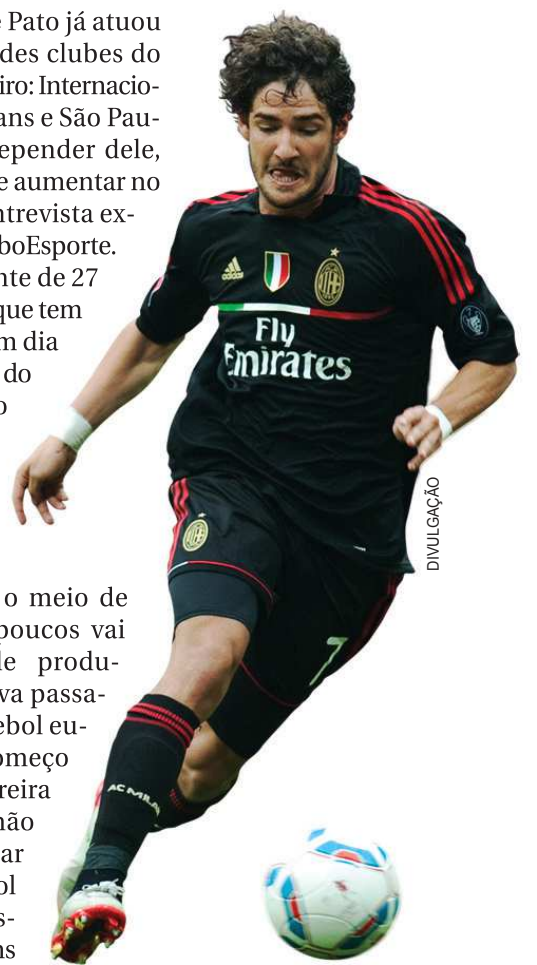 e Pato já atuou
des clubes do
iro: Internacio-
ans e São Pau-
epender dele,
e aumentar no
ntrevista ex-
boEsporte.
nte de 27
que tem
m dia
do
o
adidas
Fly
Emirates
DIVULGAÇÃO
7
AC MILA
o meio de
poucos vai
le produ-
va passa-
ebol eu-
omeço
reira
não
ar
ol
s-
ns